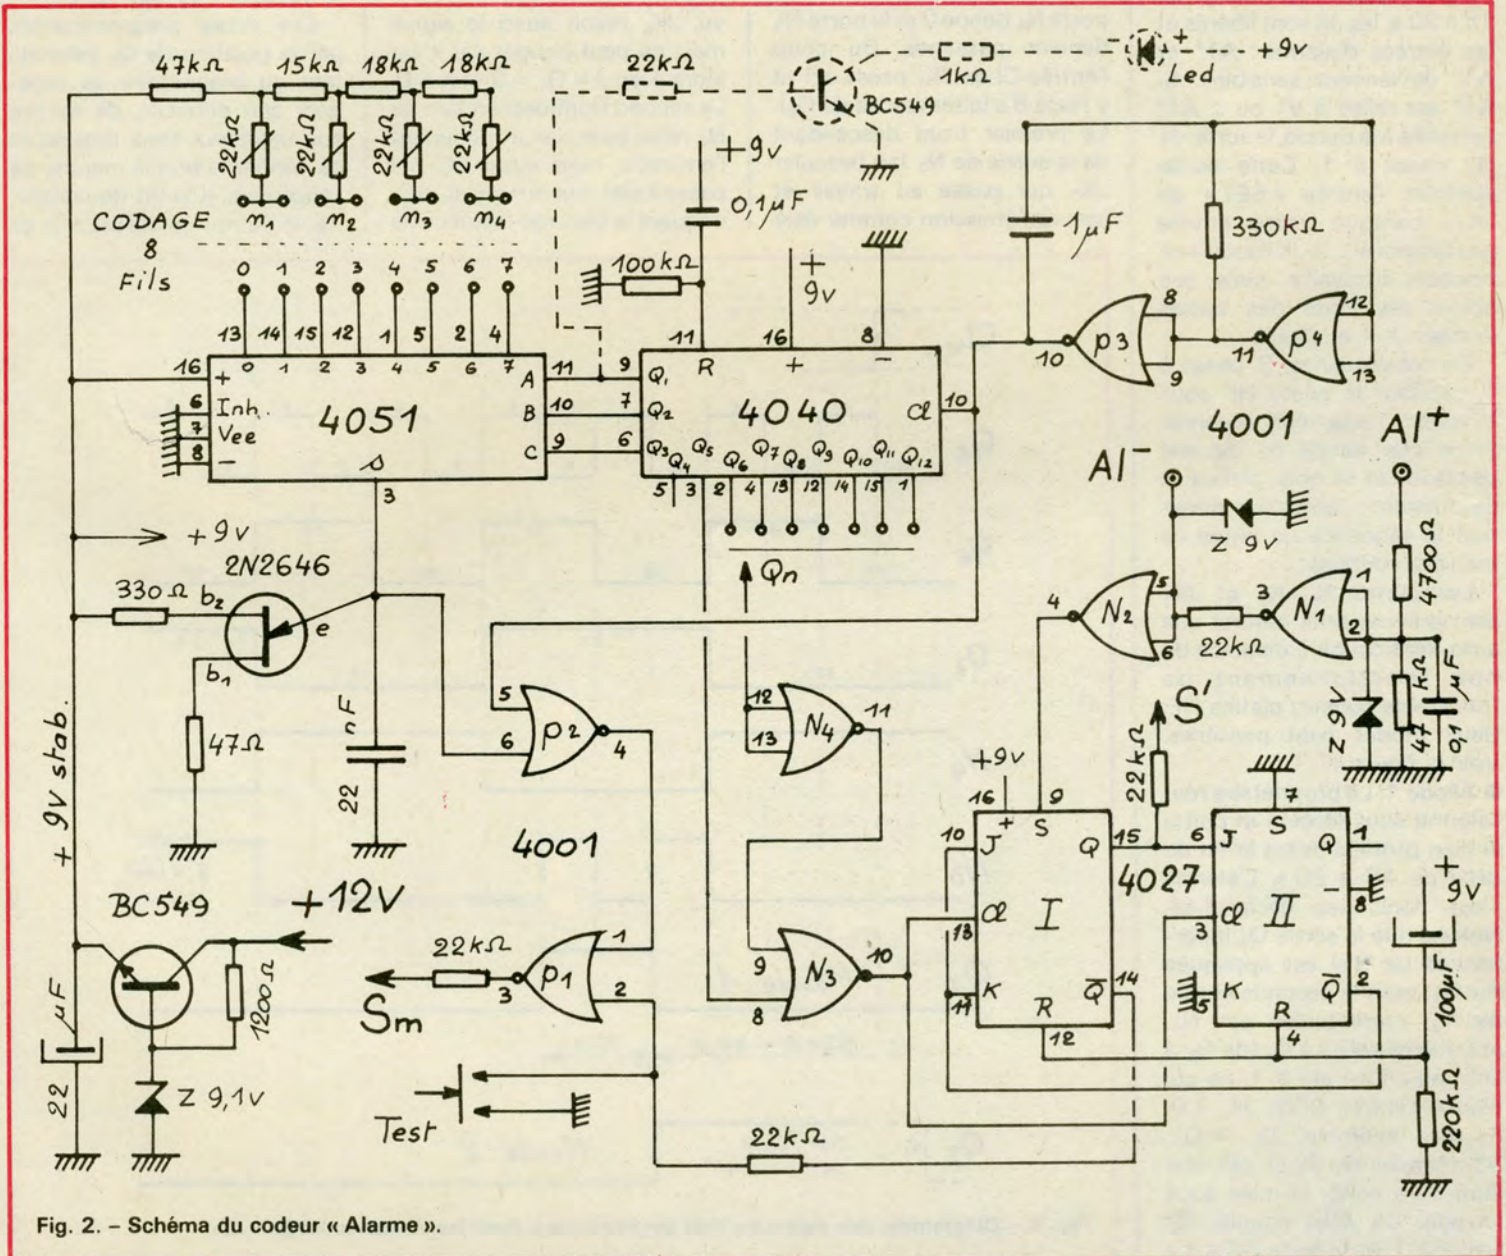 47kΩ 15kΩ 18kΩ 18kΩ
22kΩ 22kΩ 22kΩ 22kΩ
22kΩ
BC549
1kΩ
- + +9v
Led
CODAGE
8
Fils
m1 m2 m3 m4
0 1 2 3 4 5 6 7
13 14 15 12 1 5 2 4
+9v
0,1µF
100kΩ
+
9v
1µF
330kΩ
16 + 0 1 2 3 4 5 6 7 A 11
6 Inh. B 10
7 Vee C 9
8 -
4051
s
3
11 16 8
R + -
9 Q1
7 Q2
6 Q3
4040
Cl 10
Q4 Q5 Q6 Q7 Q8 Q9 Q10 Q11 Q12
5 3 2 4 13 12 14 15 1
Qn
10 P3 8 9
11 P4 12 13
4001
Al-
Al+
Z 9v
4700Ω
4 N2 5 6
22kΩ
3 N1 1 2
Z 9V
47 kΩ
0,1 µF
+9v
2N2646
330Ω b2
e
b1
47Ω
22 nF
+9v stab.
5 6 P2 4
12 13 N4 11
4001
S'
22kΩ
+9v
16 9
10 J + S Q 15
13 Cl I
11 K R Q̄ 14
12
4027
7
6 J S Q 1
3 Cl II - 8
5 K R Q̄ 2
4
+
9v
100µF
220kΩ
BC549
+12V
1200Ω
22 µF
Z 9,1v
Sm
22kΩ
3 P1 1 2
9 8 N3 10
Test
22kΩ
Fig. 2. – Schéma du codeur « Alarme ».